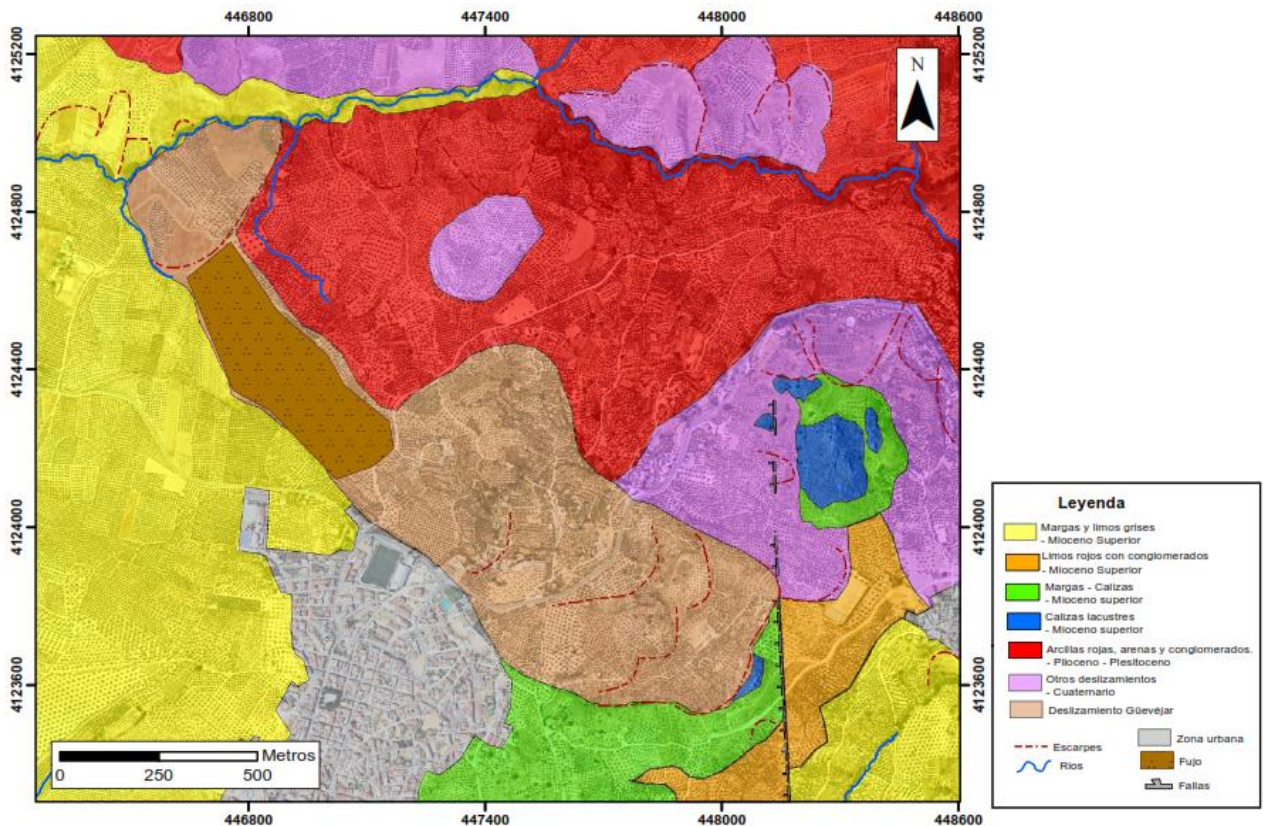 446800 447400 448000 448600
4125200 4125200
N
4124800 4124800
4124400 4124400
4124000 4124000
4123600 4123600
Metros
0 250 500
446800 447400 448000 448600
Leyenda
Margas y limos grises
- Mioceno Superior
Limos rojos con conglomerados
- Mioceno Superior
Margas - Calizas
- Mioceno superior
Calizas lacustres
- Mioceno superior
Arcillas rojas, arenas y conglomerados.
- Plioceno - Plesitoceno
Otros deslizamientos
- Cuaternario
Deslizamiento Güevéjar
Escarpes
Rios
Zona urbana
Fujo
Fallas